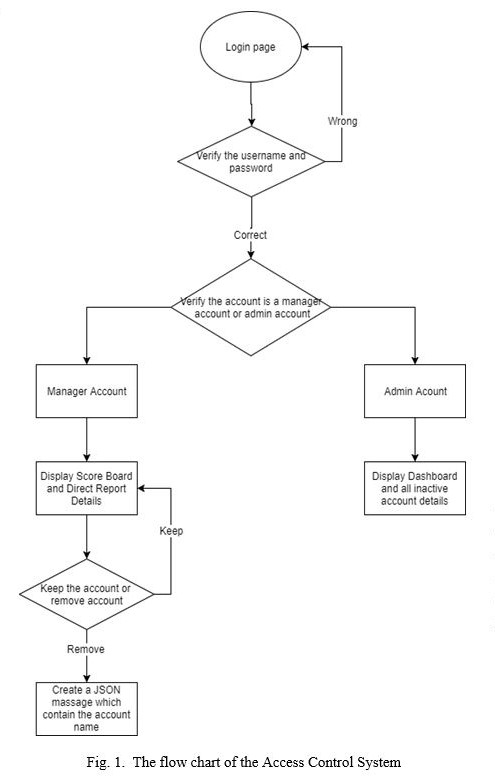 Login page
Wrong
Verify the username and
password
Correct
Verify the account is a manager
account or admin account
Manager Account
Admin Acount
Display Score Board
and Direct Report
Details
Display Dashboard
and all inactive
account details
Keep
Keep the account or
remove account
Remove
Create a JSON
massage which
contain the account
name
Fig. 1. The flow chart of the Access Control System